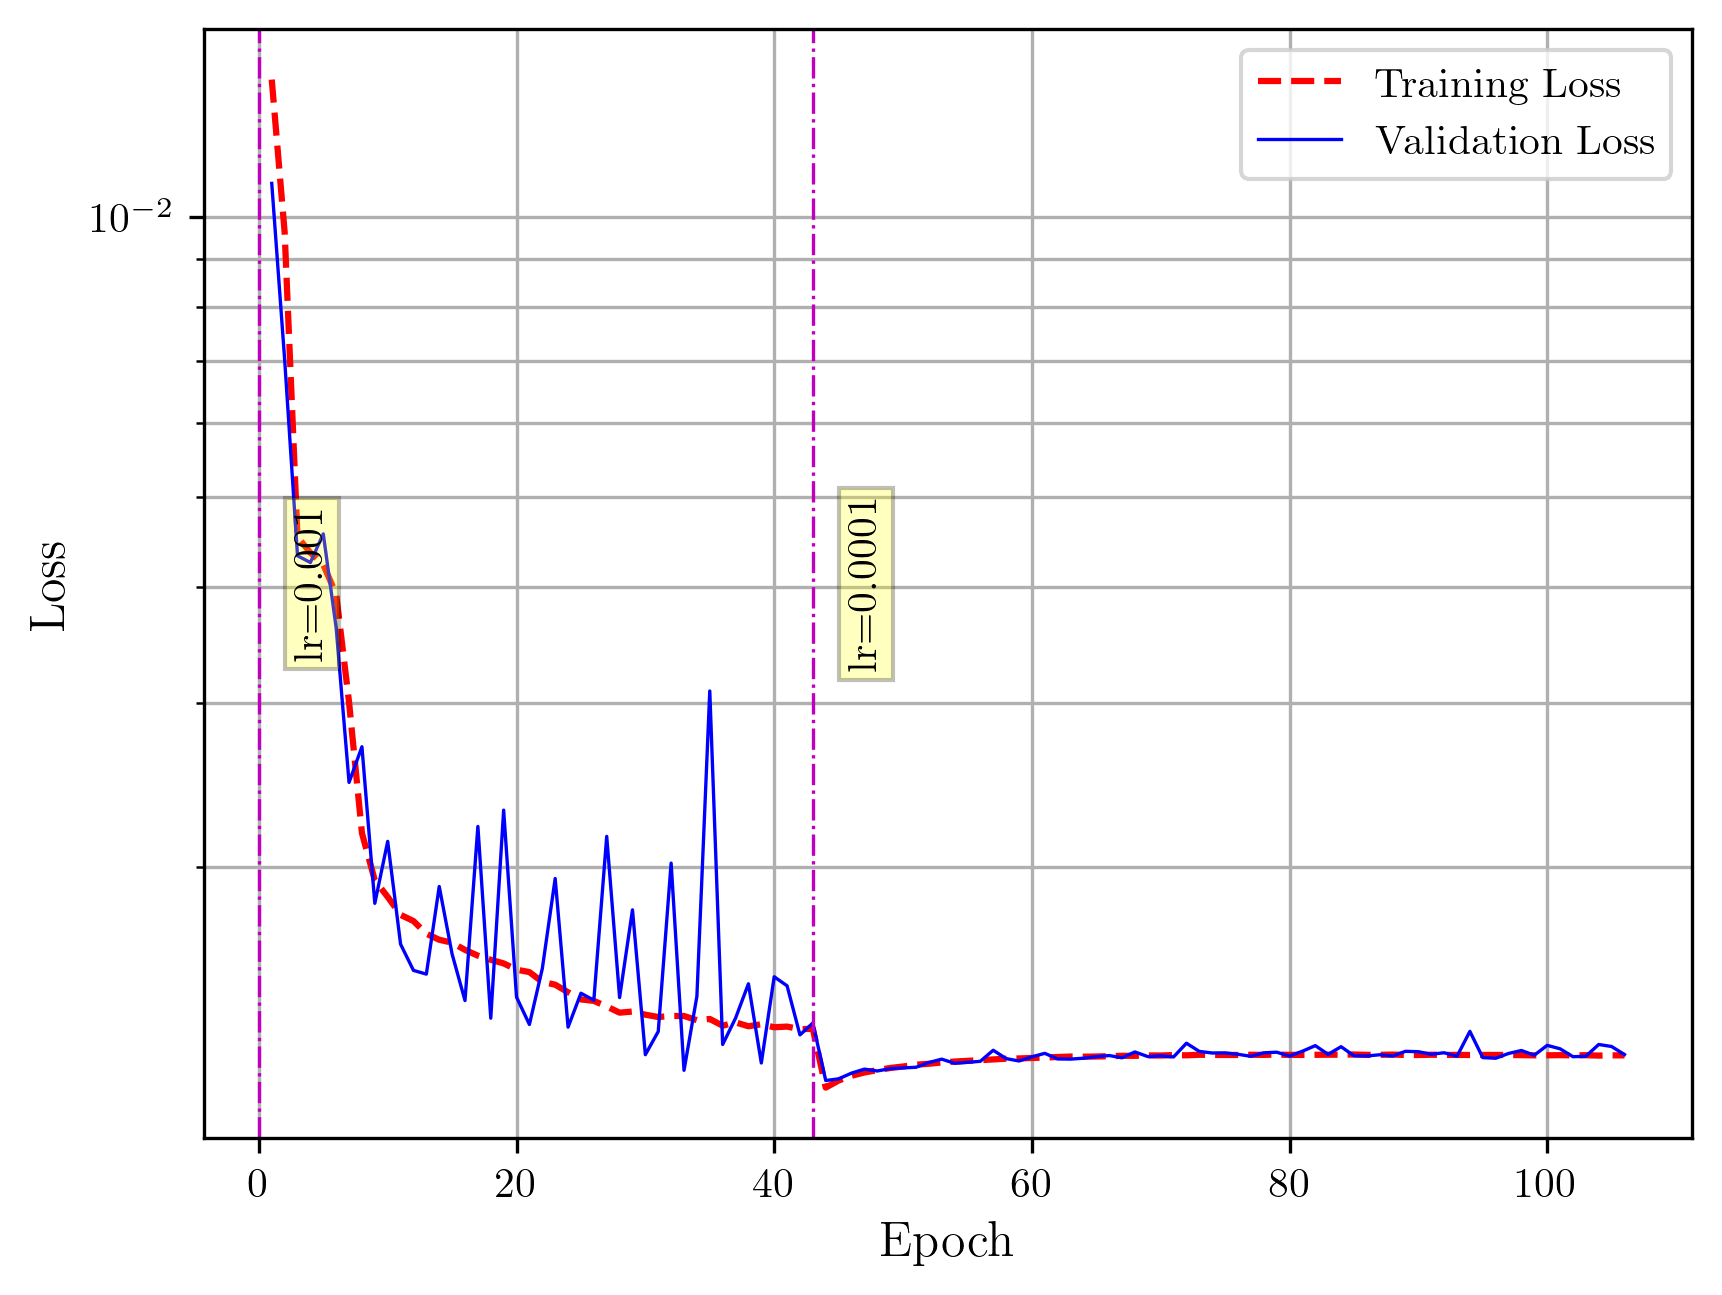 Training Loss
Validation Loss
10⁻²
Loss
lr=0.001
lr=0.0001
0 20 40 60 80 100
Epoch